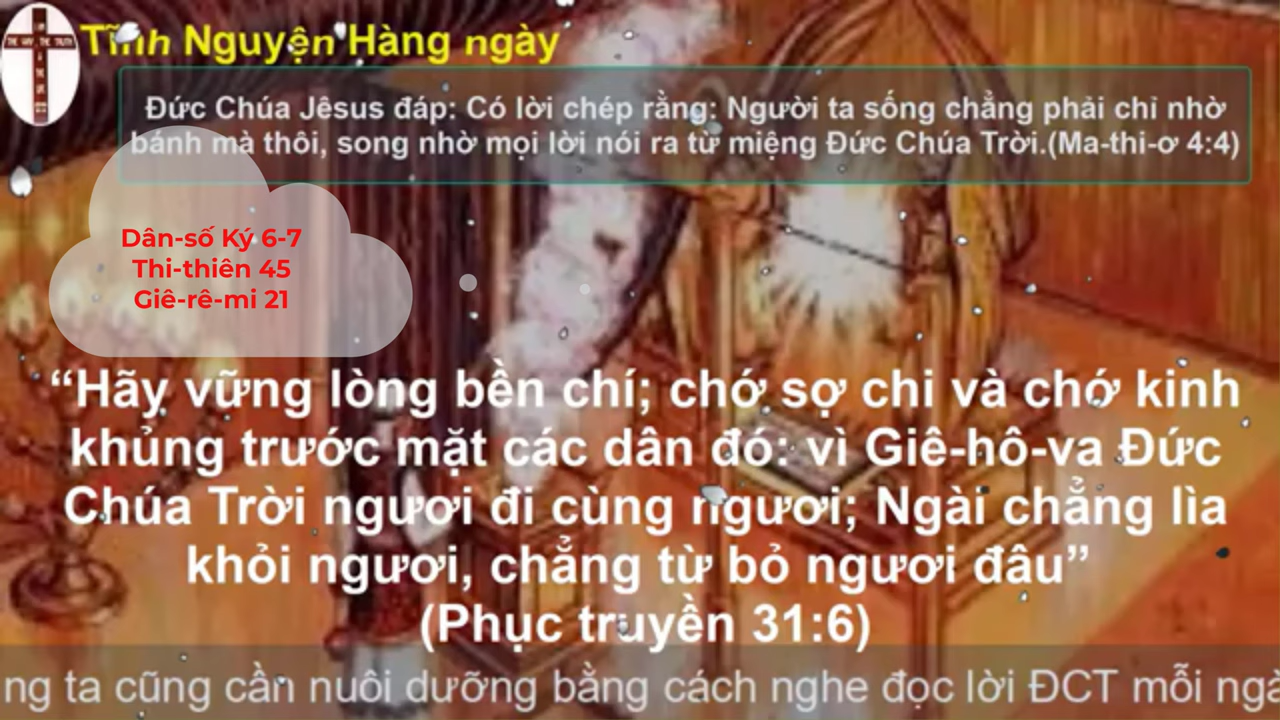 Tĩnh Nguyện Hàng ngày
Đức Chúa Jêsus đáp: Có lời chép rằng: Người ta sống chẳng phải chỉ nhờ
bánh mà thôi, song nhờ mọi lời nói ra từ miệng Đức Chúa Trời.(Ma-thi-ơ 4:4)
Dân-số Ký 6-7
Thi-thiên 45
Giê-rê-mi 21
“Hãy vững lòng bền chí; chớ sợ chi và chớ kinh
khủng trước mặt các dân đó: vì Giê-hô-va Đức
Chúa Trời ngươi đi cùng ngươi; Ngài chẳng lìa
khỏi ngươi, chẳng từ bỏ ngươi đâu”
(Phục truyền 31:6)
ng ta cũng cần nuôi dưỡng bằng cách nghe đọc lời ĐCT mỗi ngà